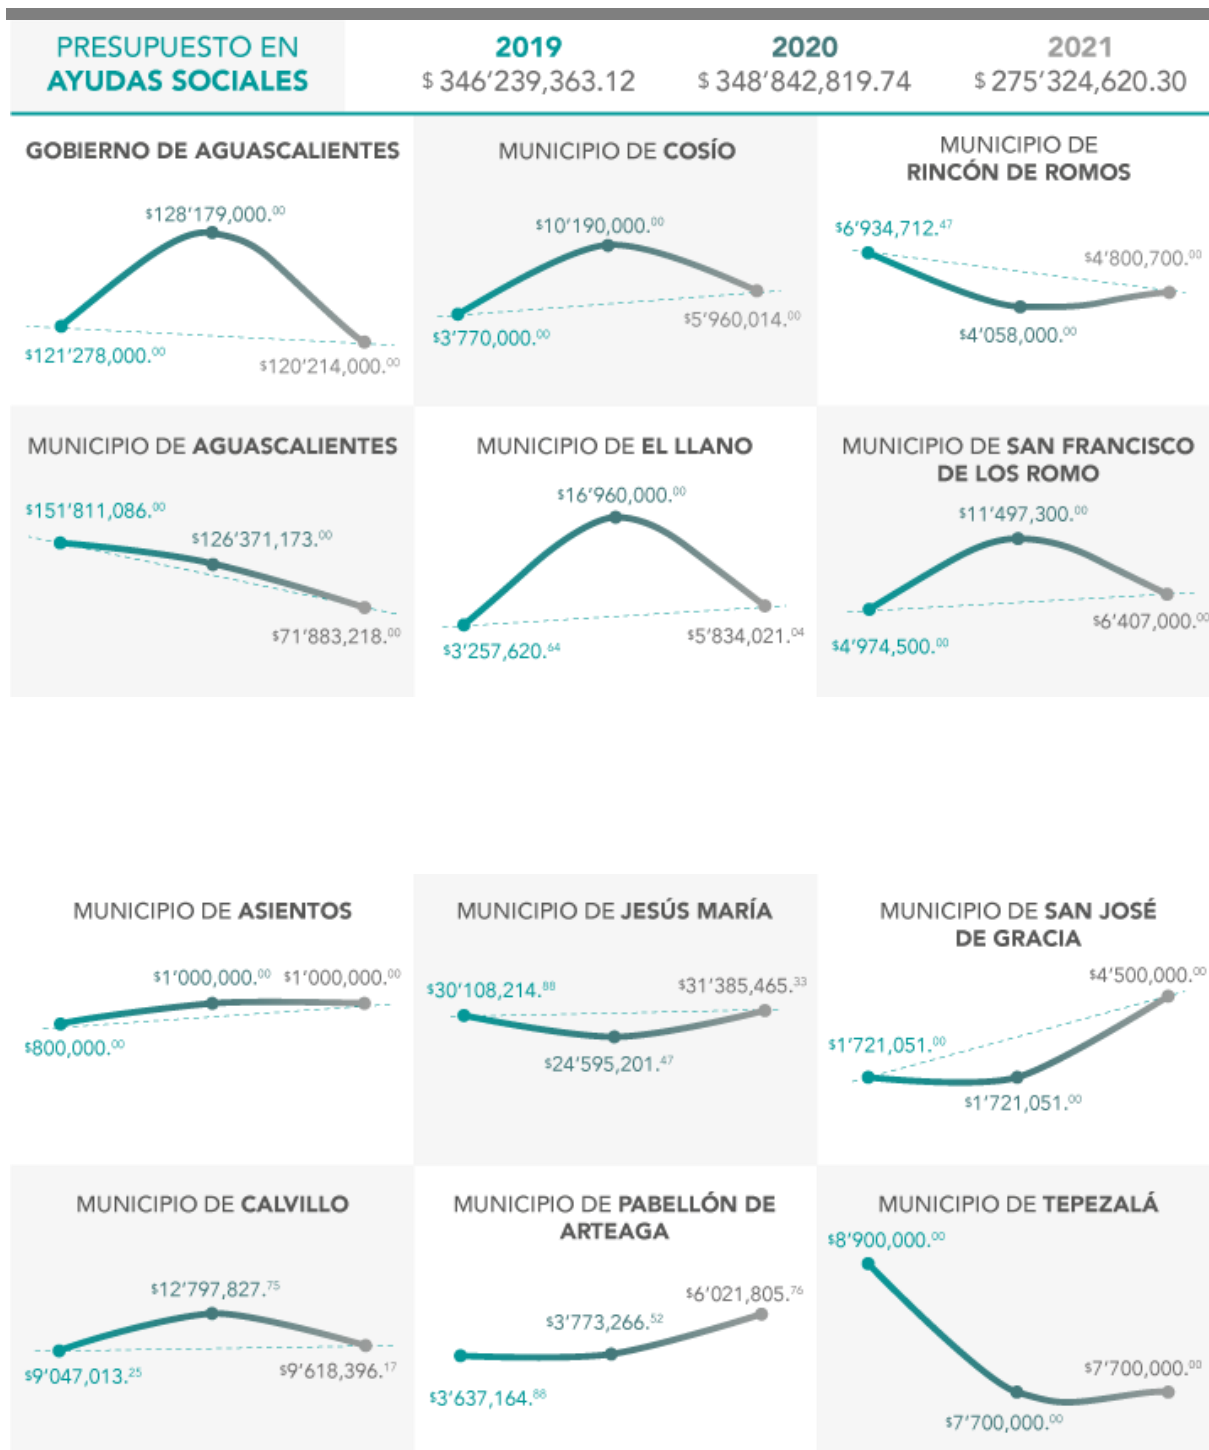 PRESUPUESTO EN
AYUDAS SOCIALES
2019
$ 346'239,363.12
2020
$ 348'842,819.74
2021
$ 275'324,620.30
GOBIERNO DE AGUASCALIENTES
$128'179,000.00
$121'278,000.00
$120'214,000.00
MUNICIPIO DE COSÍO
$10'190,000.00
$3'770,000.00
$5'960,014.00
MUNICIPIO DE
RINCÓN DE ROMOS
$6'934,712.47
$4'800,700.00
$4'058,000.00
MUNICIPIO DE AGUASCALIENTES
$151'811,086.00
$126'371,173.00
$71'883,218.00
MUNICIPIO DE EL LLANO
$16'960,000.00
$3'257,620.64
$5'834,021.04
MUNICIPIO DE SAN FRANCISCO
DE LOS ROMO
$11'497,300.00
$4'974,500.00
$6'407,000.00
MUNICIPIO DE ASIENTOS
$1'000,000.00 $1'000,000.00
$800,000.00
MUNICIPIO DE JESÚS MARÍA
$30'108,214.88
$31'385,465.33
$24'595,201.47
MUNICIPIO DE SAN JOSÉ
DE GRACIA
$4'500,000.00
$1'721,051.00
$1'721,051.00
MUNICIPIO DE CALVILLO
$12'797,827.75
$9'047,013.25
$9'618,396.17
MUNICIPIO DE PABELLÓN DE
ARTEAGA
$6'021,805.76
$3'773,266.52
$3'637,164.88
MUNICIPIO DE TEPEZALÁ
$8'900,000.00
$7'700,000.00
$7'700,000.00